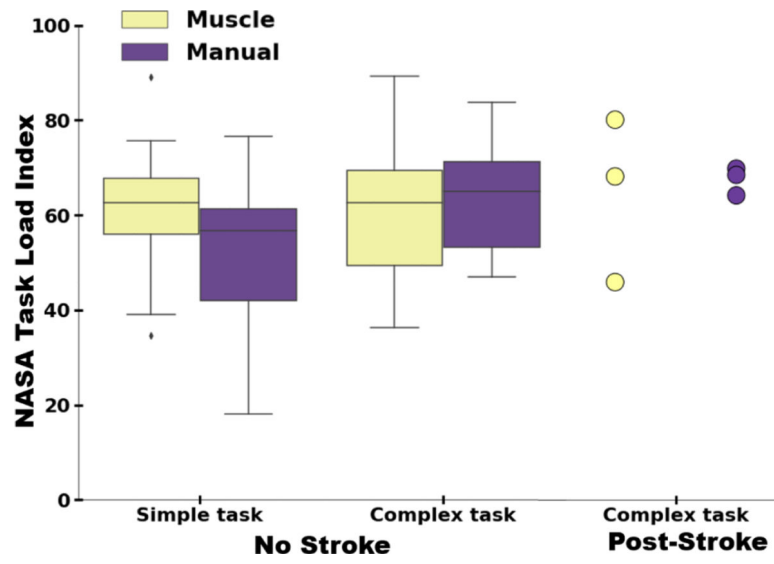 Muscle
Manual
NASA Task Load Index
100
80
60
40
20
0
Simple task
Complex task
Complex task
No Stroke
Post-Stroke